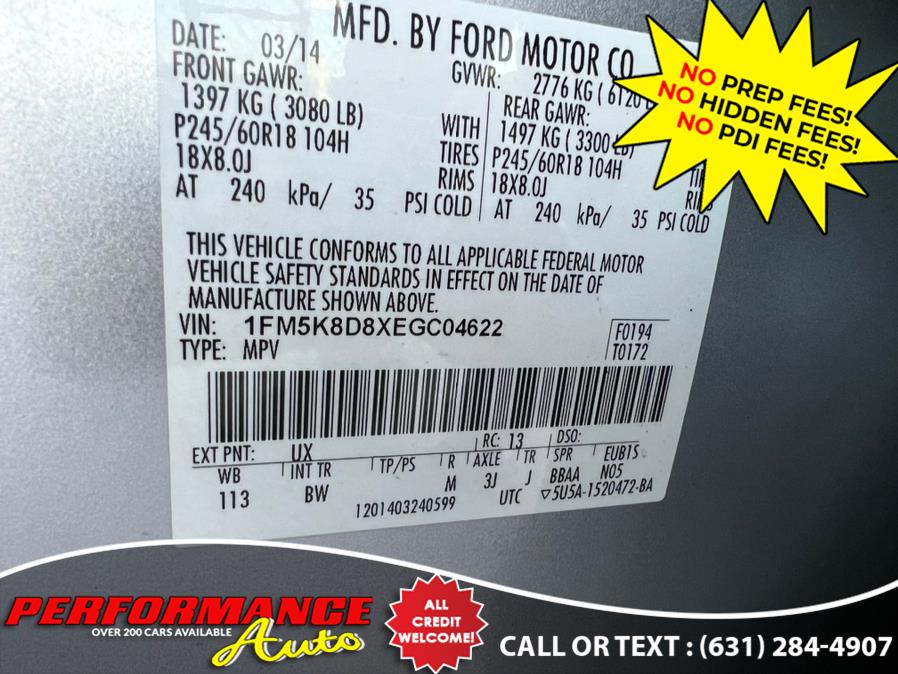 MFD. BY FORD MOTOR CO
DATE: 03/14
GVWR: 2776 KG ( 6120
FRONT GAWR:
1397 KG ( 3080 LB)
P245/60R18 104H
18X8.0J
AT 240 kPa/ 35 PSI COLD
WITH
TIRES
RIMS
REAR GAWR:
1497 KG ( 3300 LB)
P245/60R18 104H
18X8.0J
AT 240 kPa/ 35 PSI COLD
THIS VEHICLE CONFORMS TO ALL APPLICABLE FEDERAL MOTOR
VEHICLE SAFETY STANDARDS IN EFFECT ON THE DATE OF
MANUFACTURE SHOWN ABOVE.
VIN: 1FM5K8D8XEGC04622
TYPE: MPV
F0194
T0172
EXT PNT: UX RC: 13 DSO:
WB INT TR TP/PS R AXLE TR SPR EUB1S
113 BW M 3J J BBAA N05
1201403240599 UTC ▽5U5A-1520472-BA
NO PREP FEES!
NO HIDDEN FEES!
NO PDI FEES!
PERFORMANCE
OVER 200 CARS AVAILABLE
Auto
ALL
CREDIT
WELCOME!
CALL OR TEXT : (631) 284-4907